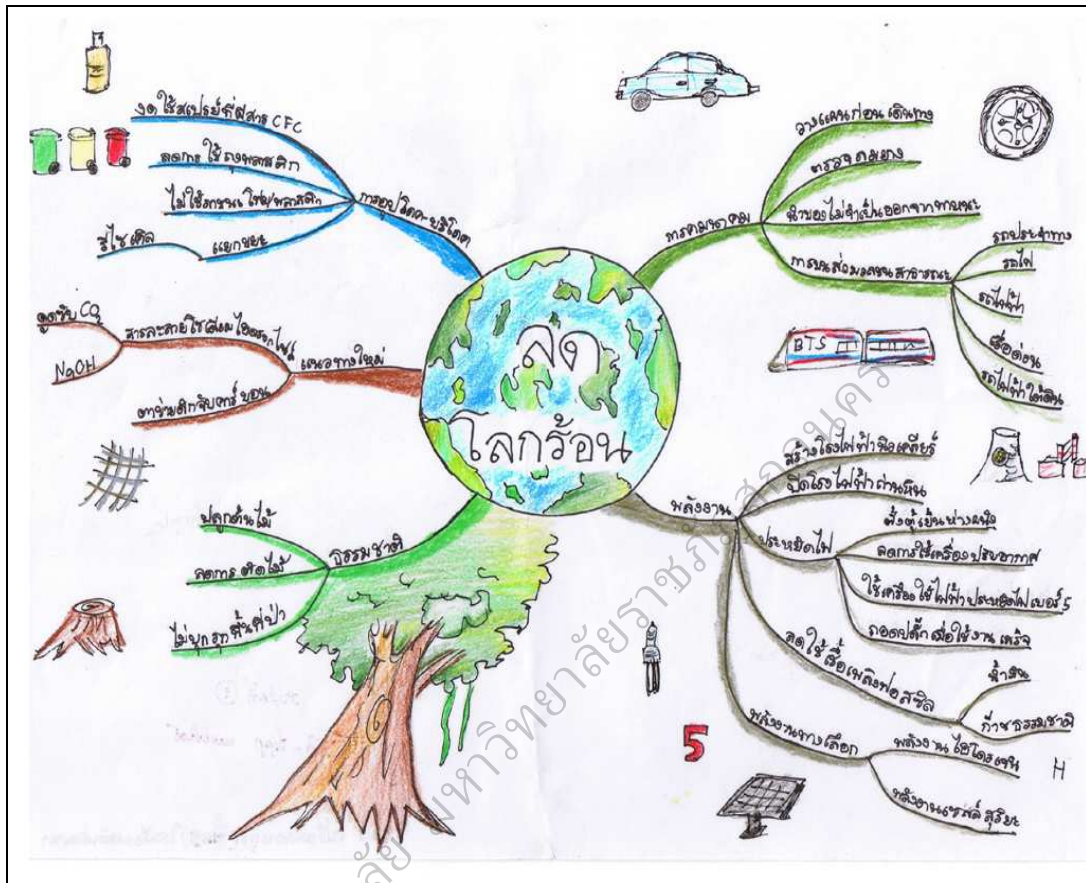 ลด
โลกร้อน
การอุปโภคบริโภค
งดใช้สเปรย์ที่มีสาร CFC
ลดการใช้ถุงพลาสติก
ไม่ใช้ภาชนะโฟม/พลาสติก
แยกขยะ
รีไซเคิล
แนวทางใหม่
สารละลายโซเดียมไฮดรอกไซด์
ดูดซับ CO2
NaOH
ตาข่ายดักจับคาร์บอน
ธรรมชาติ
ปลูกต้นไม้
ลดการตัดไม้
ไม่บุกรุกพื้นที่ป่า
การคมนาคม
วางแผนก่อนเดินทาง
ตรวจลมยาง
นำของไม่จำเป็นออกจากพาหนะ
การขนส่งมวลชนสาธารณะ
รถประจำทาง
รถไฟ
รถไฟฟ้า
เรือด่วน
รถไฟฟ้าใต้ดิน
BTS
พลังงาน
สร้างโรงไฟฟ้านิวเคลียร์
ปิดโรงไฟฟ้าถ่านหิน
ประหยัดไฟ
ตั้งตู้เย็นห่างผนัง
ลดการใช้เครื่องปรับอากาศ
ใช้เครื่องใช้ไฟฟ้าประหยัดไฟเบอร์ 5
ถอดปลั๊กเมื่อใช้งานเสร็จ
ลดใช้เชื้อเพลิงฟอสซิล
น้ำมัน
ก๊าซธรรมชาติ
พลังงานทางเลือก
พลังงานไฮโดรเจน
H
พลังงานเซลล์สุริยะ
5